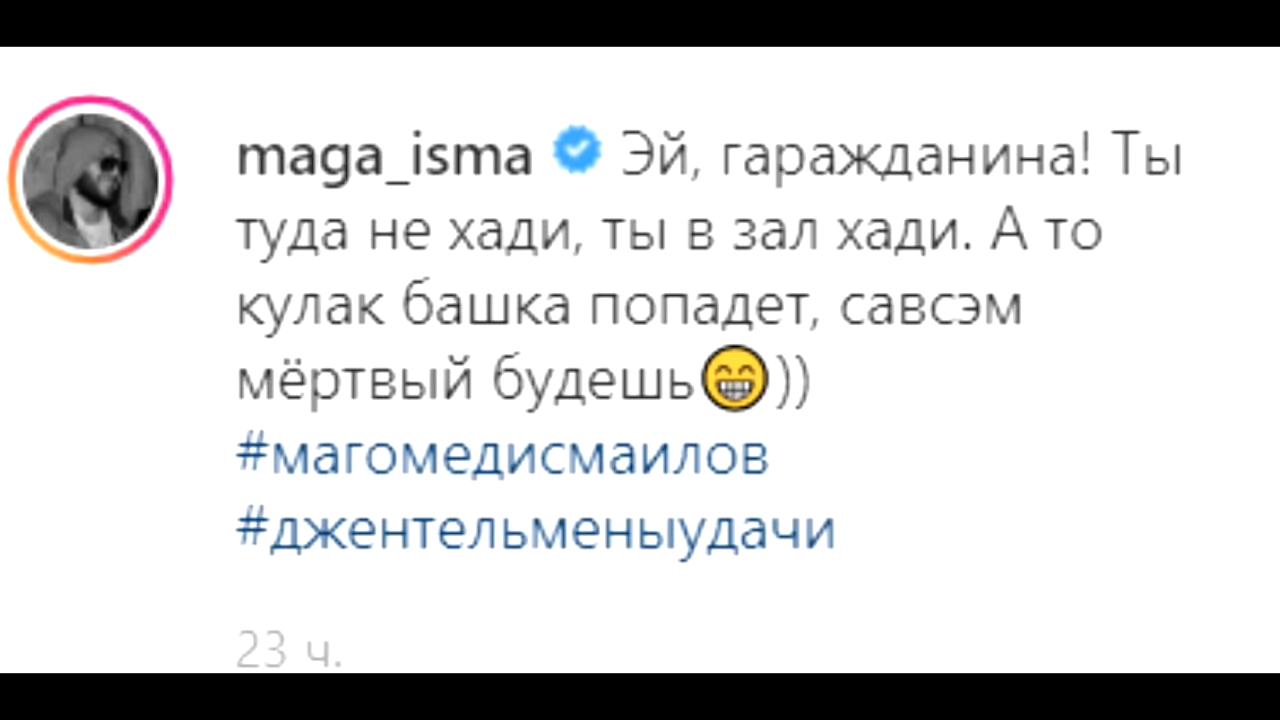 maga_isma Эй, гаражданина! Ты
туда не хади, ты в зал хади. А то
кулак башка попадет, савсэм
мёртвый будешь😁))
#магомедисмаилов
#джентельменыудачи
23 ч.